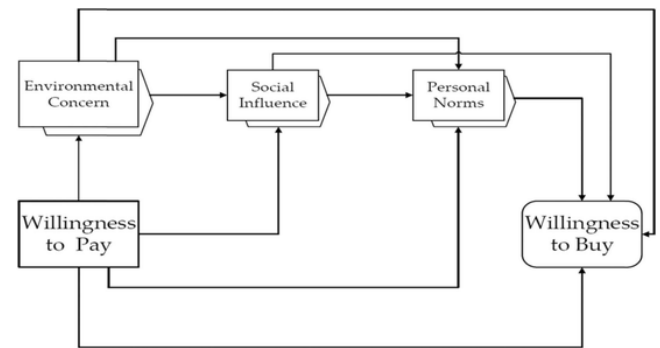 Environmental
Concern
Social
Influence
Personal
Norms
Willingness
to Pay
Willingness
to Buy